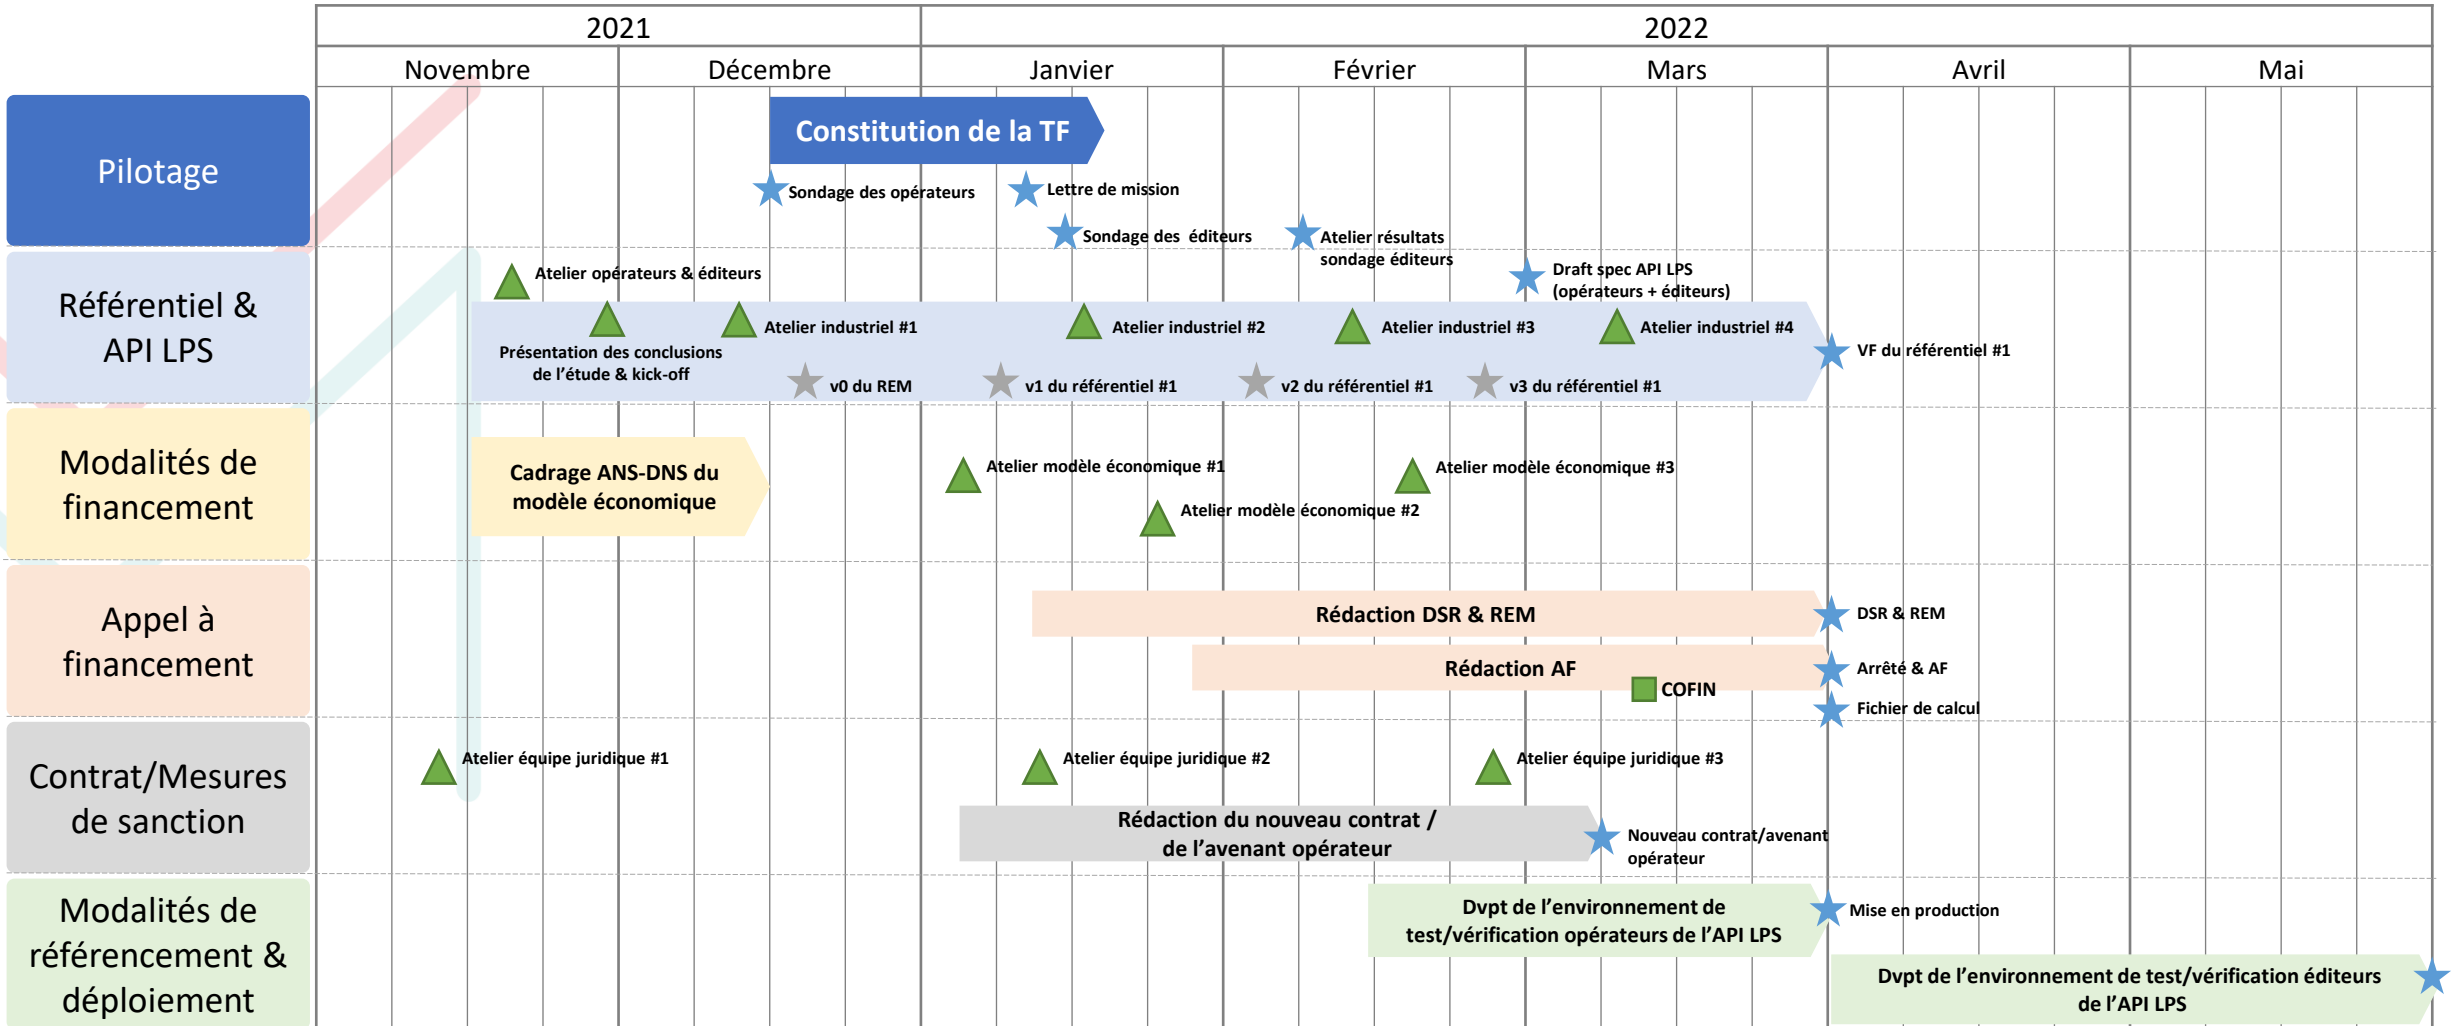 2021
2022
Novembre
Décembre
Janvier
Février
Mars
Avril
Mai
Pilotage
Constitution de la TF
Sondage des opérateurs
Lettre de mission
Sondage des éditeurs
Atelier résultats
sondage éditeurs
Référentiel &
API LPS
Atelier opérateurs & éditeurs
Draft spec API LPS
(opérateurs + éditeurs)
Atelier industriel #1
Atelier industriel #2
Atelier industriel #3
Atelier industriel #4
Présentation des conclusions
de l'étude & kick-off
VF du référentiel #1
v0 du REM
v1 du référentiel #1
v2 du référentiel #1
v3 du référentiel #1
Modalités de
financement
Cadrage ANS-DNS du
modèle économique
Atelier modèle économique #1
Atelier modèle économique #2
Atelier modèle économique #3
Appel à
financement
Rédaction DSR & REM
DSR & REM
Rédaction AF
Arrêté & AF
COFIN
Fichier de calcul
Contrat/Mesures
de sanction
Atelier équipe juridique #1
Atelier équipe juridique #2
Atelier équipe juridique #3
Rédaction du nouveau contrat /
de l'avenant opérateur
Nouveau contrat/avenant
opérateur
Modalités de
référencement &
déploiement
Dvpt de l'environnement de
test/vérification opérateurs de l'API LPS
Mise en production
Dvpt de l'environnement de test/vérification éditeurs
de l'API LPS